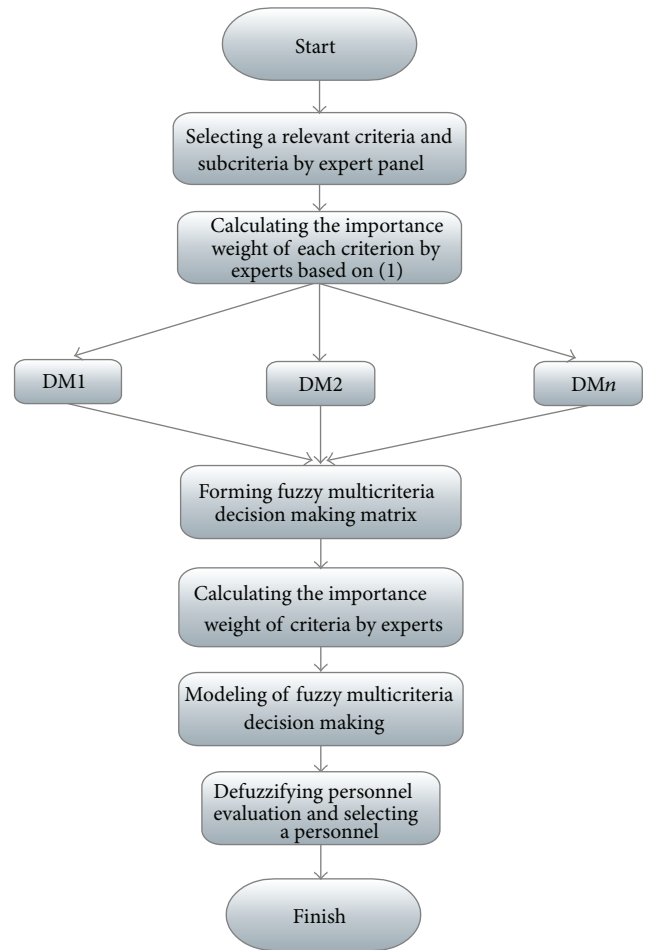 Start
Selecting a relevant criteria and
subcriteria by expert panel
Calculating the importance
weight of each criterion by
experts based on (1)
DM1
DM2
DMn
Forming fuzzy multicriteria
decision making matrix
Calculating the importance
weight of criteria by experts
Modeling of fuzzy multicriteria
decision making
Defuzzifying personnel
evaluation and selecting
a personnel
Finish